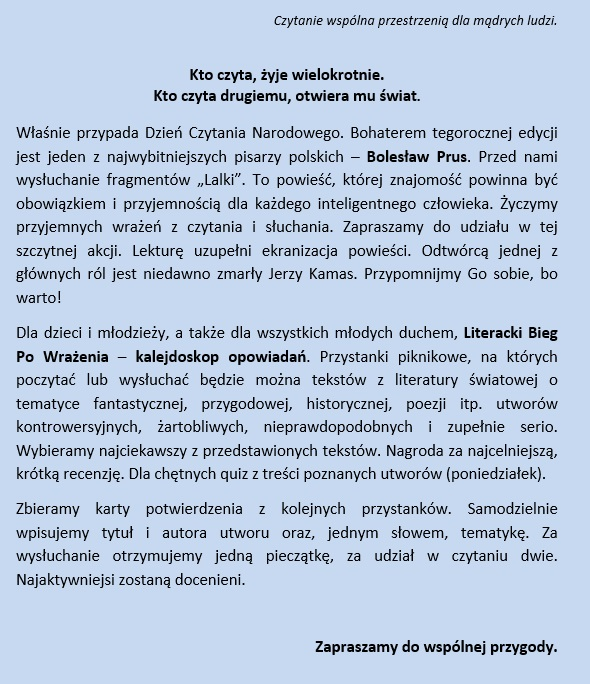 Czytanie wspólna przestrzenią dla mądrych ludzi.
Kto czyta, żyje wielokrotnie.
Kto czyta drugiemu, otwiera mu świat.
Właśnie przypada Dzień Czytania Narodowego. Bohaterem tegorocznej edycji
jest jeden z najwybitniejszych pisarzy polskich – Bolesław Prus. Przed nami
wysłuchanie fragmentów „Lalki”. To powieść, której znajomość powinna być
obowiązkiem i przyjemnością dla każdego inteligentnego człowieka. Życzymy
przyjemnych wrażeń z czytania i słuchania. Zapraszamy do udziału w tej
szczytnej akcji. Lekturę uzupełni ekranizacja powieści. Odtwórcą jednej z
głównych ról jest niedawno zmarły Jerzy Kamas. Przypomnijmy Go sobie, bo
warto!
Dla dzieci i młodzieży, a także dla wszystkich młodych duchem, Literacki Bieg
Po Wrażenia – kalejdoskop opowiadań. Przystanki piknikowe, na których
poczytać lub wysłuchać będzie można tekstów z literatury światowej o
tematyce fantastycznej, przygodowej, historycznej, poezji itp. utworów
kontrowersyjnych, żartobliwych, nieprawdopodobnych i zupełnie serio.
Wybieramy najciekawszy z przedstawionych tekstów. Nagroda za najcelniejszą,
krótką recenzję. Dla chętnych quiz z treści poznanych utworów (poniedziałek).
Zbieramy karty potwierdzenia z kolejnych przystanków. Samodzielnie
wpisujemy tytuł i autora utworu oraz, jednym słowem, tematykę. Za
wysłuchanie otrzymujemy jedną pieczątkę, za udział w czytaniu dwie.
Najaktywniejsi zostaną docenieni.
Zapraszamy do wspólnej przygody.